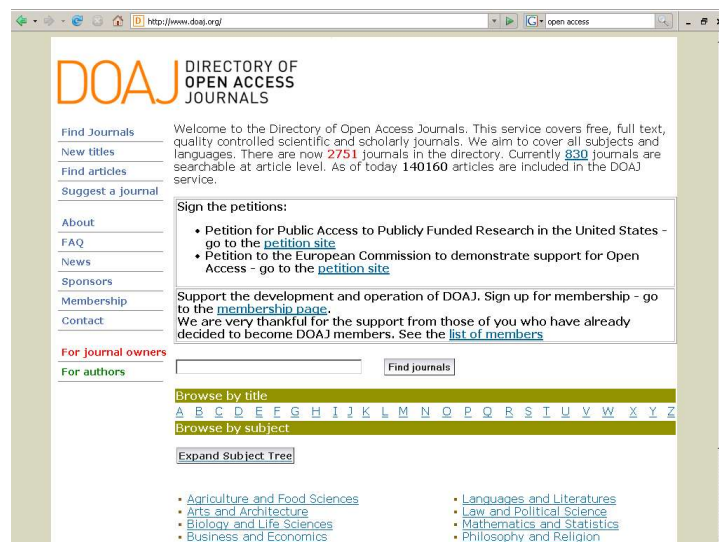 http://www.doaj.org/
open access
DOAJ
DIRECTORY OF
OPEN ACCESS
JOURNALS
Find Journals
New titles
Find articles
Suggest a journal
About
FAQ
News
Sponsors
Membership
Contact
For journal owners
For authors
Welcome to the Directory of Open Access Journals. This service covers free, full text,
quality controlled scientific and scholarly journals. We aim to cover all subjects and
languages. There are now 2751 journals in the directory. Currently 830 journals are
searchable at article level. As of today 140160 articles are included in the DOAJ
service.
Sign the petitions:
Petition for Public Access to Publicly Funded Research in the United States -
go to the petition site
Petition to the European Commission to demonstrate support for Open
Access - go to the petition site
Support the development and operation of DOAJ. Sign up for membership - go
to the membership page.
We are very thankful for the support from those of you who have already
decided to become DOAJ members. See the list of members
Find journals
Browse by title
A B C D E F G H I J K L M N O P Q R S T U V W X Y Z
Browse by subject
Expand Subject Tree
Agriculture and Food Sciences
Arts and Architecture
Biology and Life Sciences
Business and Economics
Languages and Literatures
Law and Political Science
Mathematics and Statistics
Philosophy and Religion